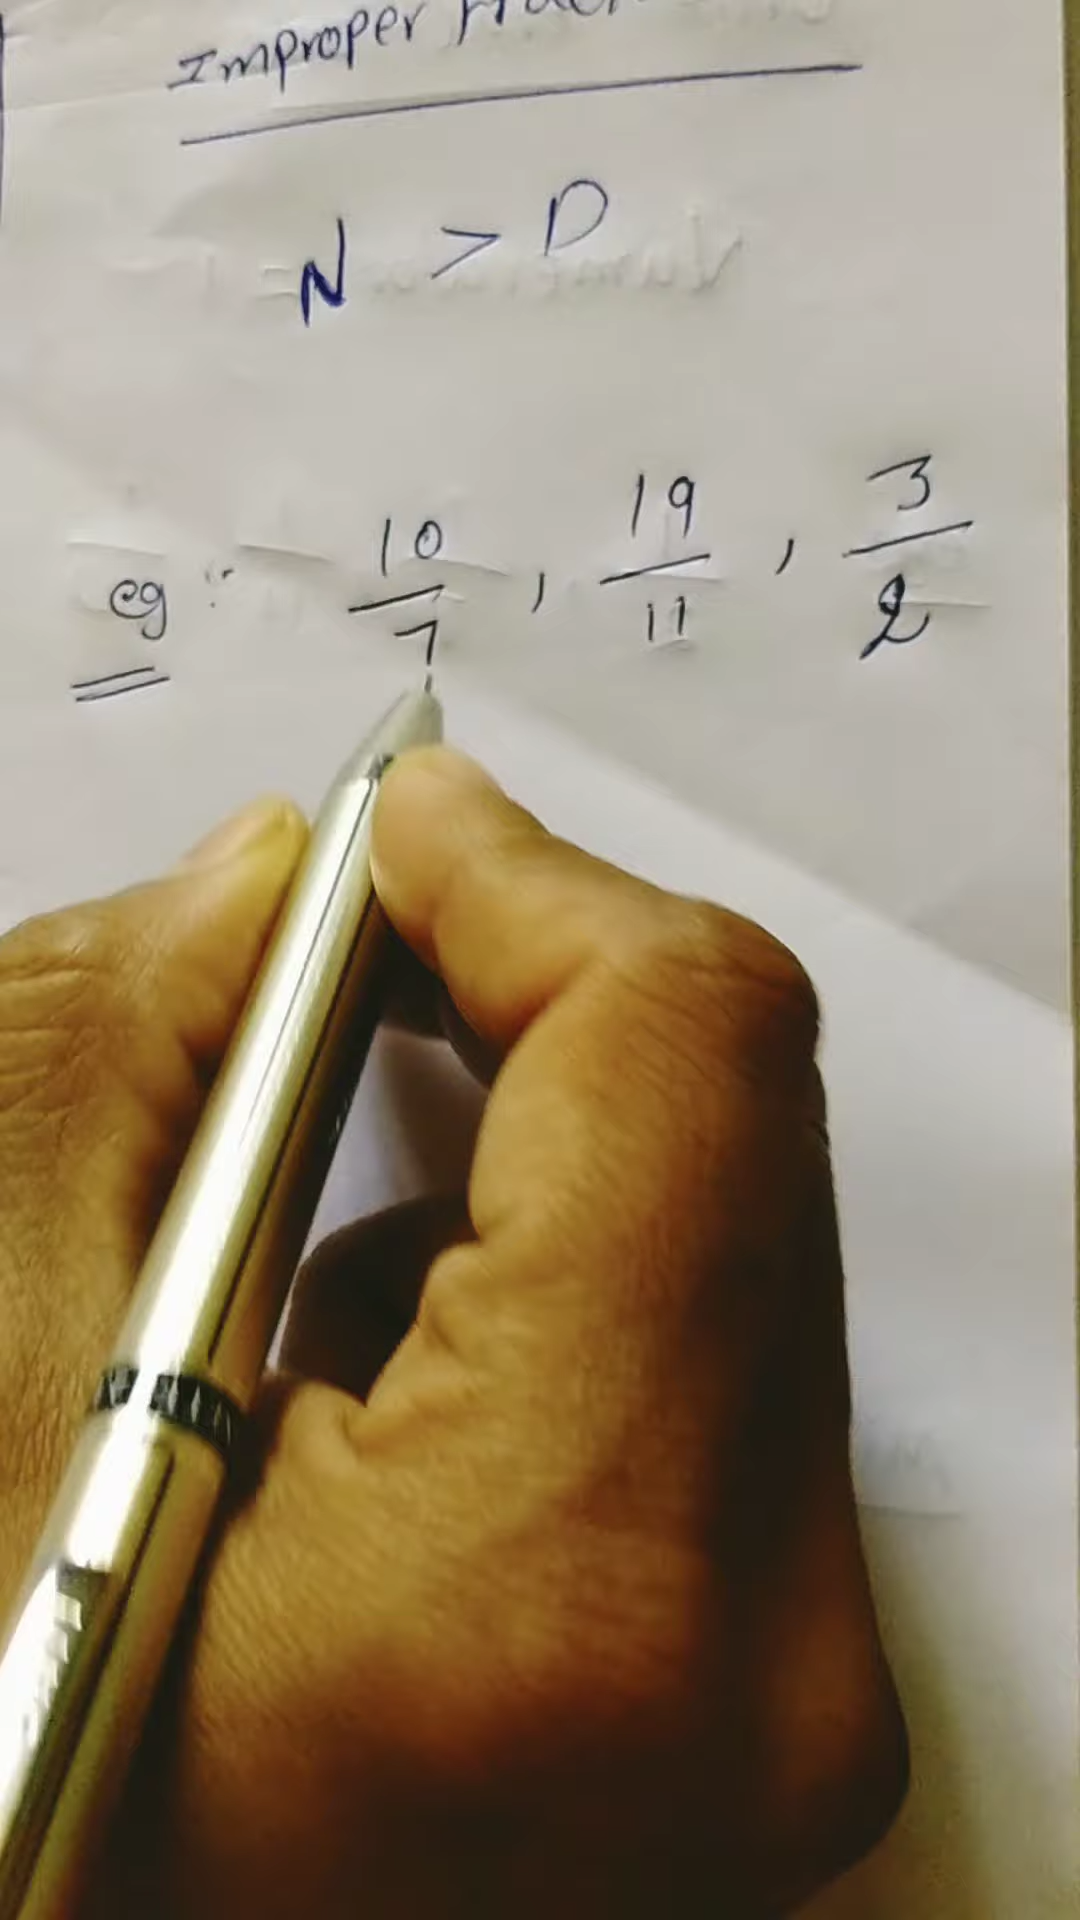 Improper
N > D
eg :- 10/7 , 19/11 , 3/2